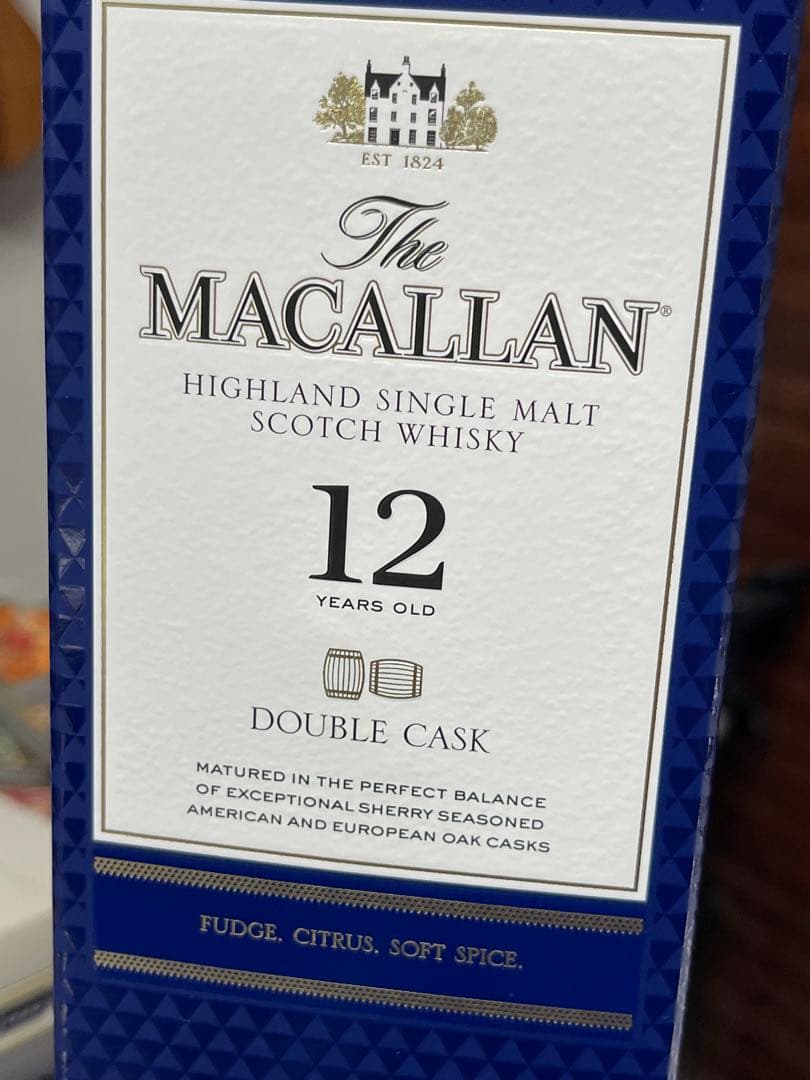 EST 1824
The
MACALLAN®
HIGHLAND SINGLE MALT
SCOTCH WHISKY
12
YEARS OLD
DOUBLE CASK
MATURED IN THE PERFECT BALANCE
OF EXCEPTIONAL SHERRY SEASONED
AMERICAN AND EUROPEAN OAK CASKS
FUDGE. CITRUS. SOFT SPICE.